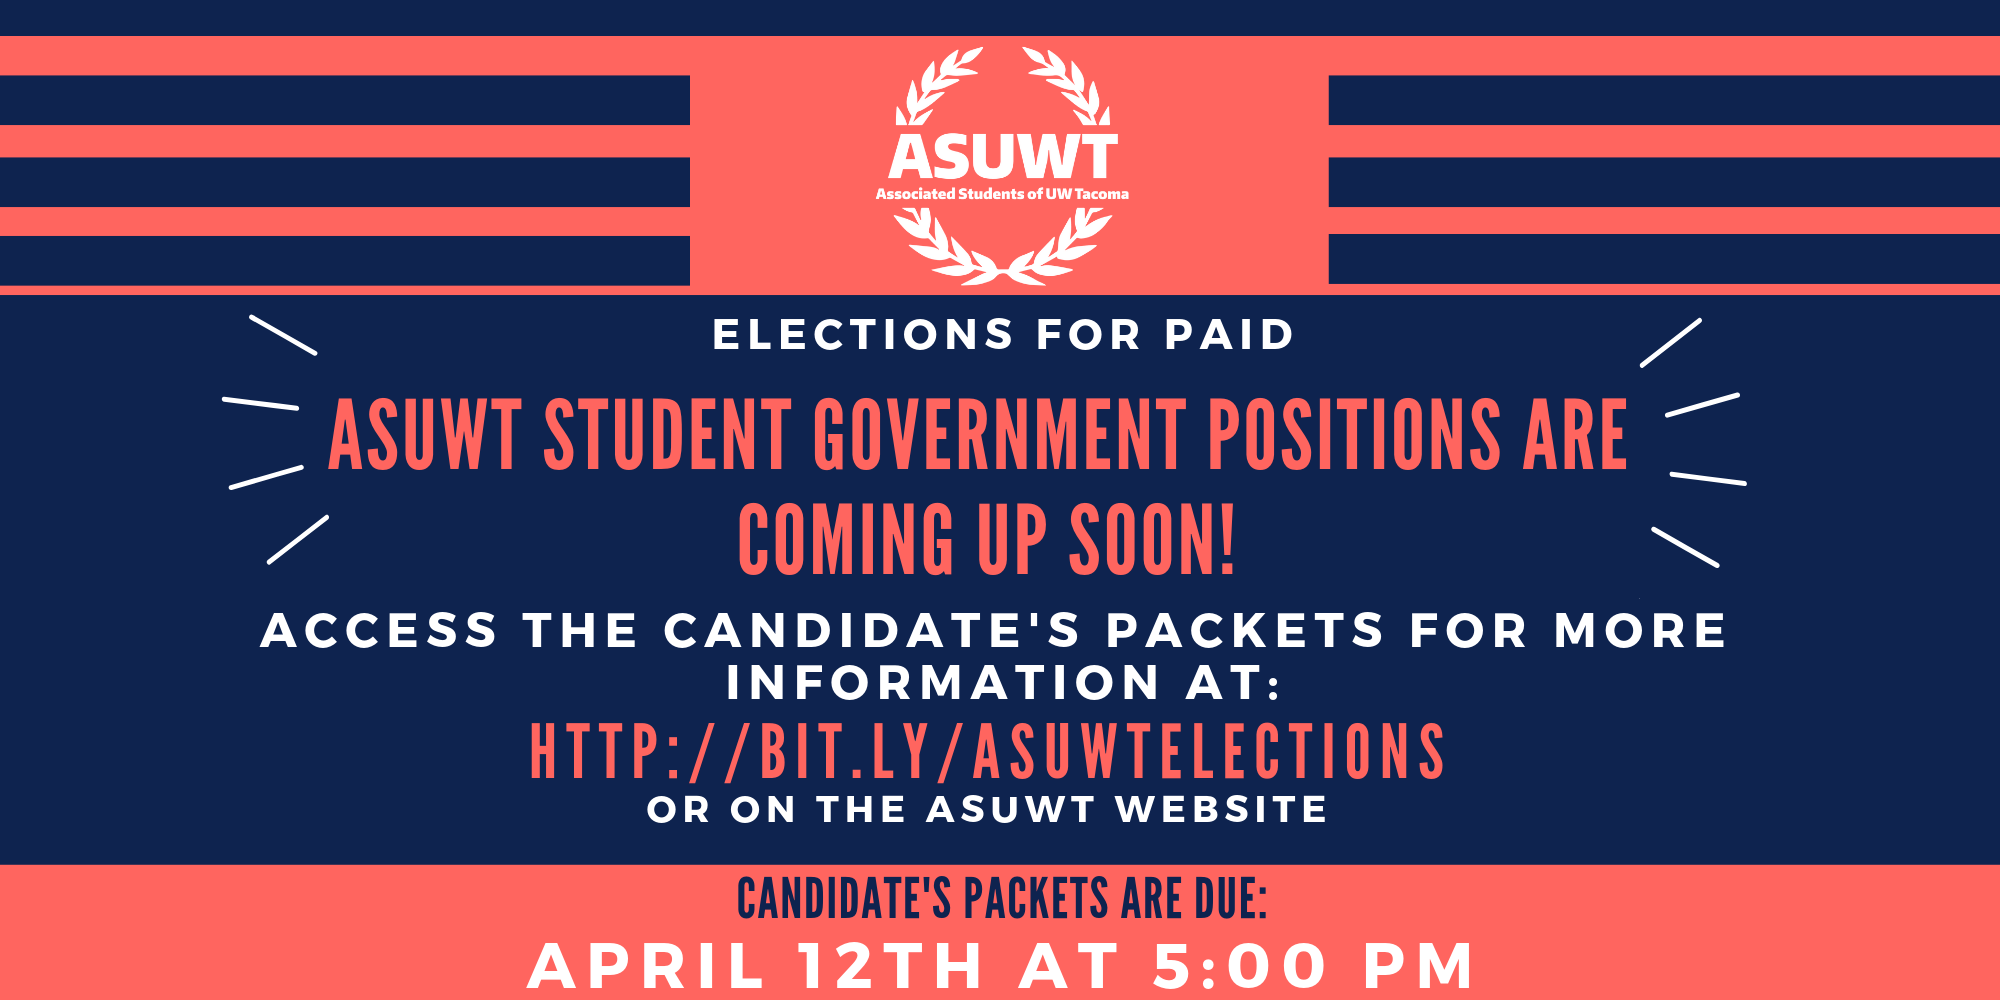 ASUWT
Associated Students of UW Tacoma
ELECTIONS FOR PAID
ASUWT STUDENT GOVERNMENT POSITIONS ARE
COMING UP SOON!
ACCESS THE CANDIDATE'S PACKETS FOR MORE
INFORMATION AT:
HTTP://BIT.LY/ASUWTELECTIONS
OR ON THE ASUWT WEBSITE
CANDIDATE'S PACKETS ARE DUE:
APRIL 12TH AT 5:00 PM